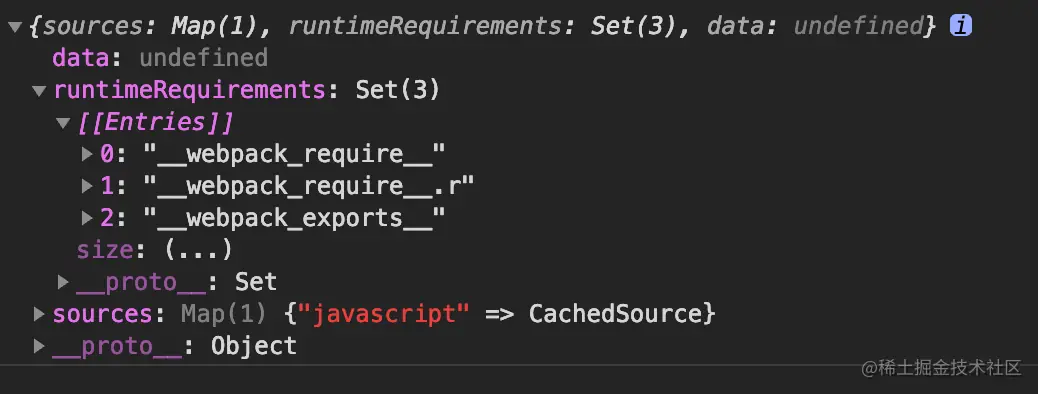 {sources: Map(1), runtimeRequirements: Set(3), data: undefined} i
data: undefined
runtimeRequirements: Set(3)
[[Entries]]
0: "__webpack_require__"
1: "__webpack_require__.r"
2: "__webpack_exports__"
size: (...)
__proto__: Set
sources: Map(1) {"javascript" => CachedSource}
__proto__: Object
@稀土掘金技术社区